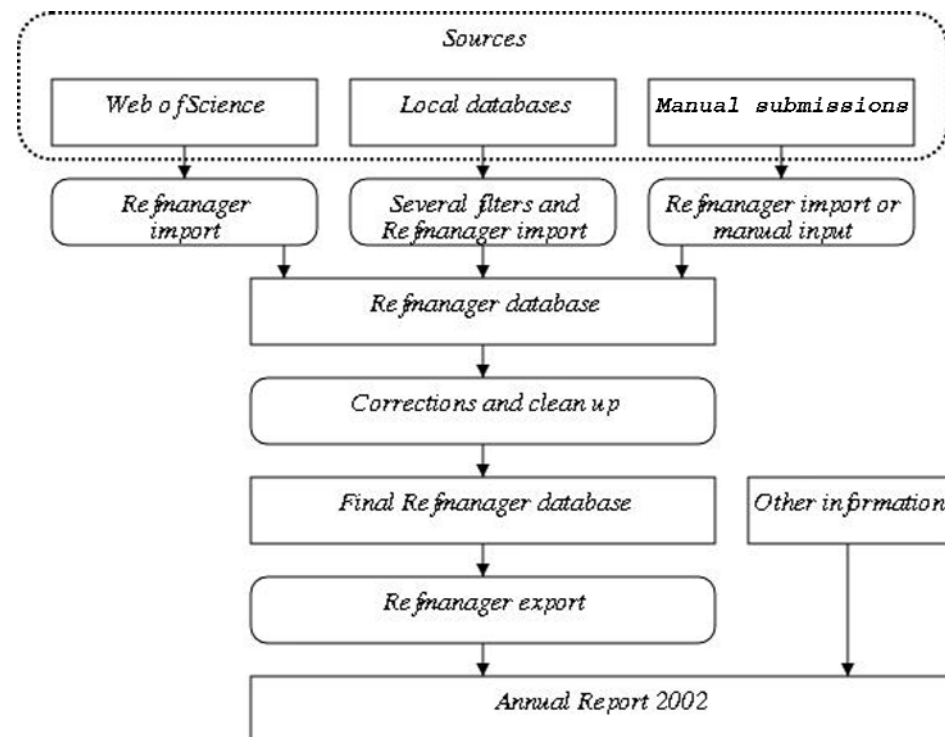 Sources
Web of Science
Local databases
Manual submissions
Refmanager
import
Several filters and
Refmanager import
Refmanager import or
manual input
Refmanager database
Corrections and clean up
Final Refmanager database
Other information
Refmanager export
Annual Report 2002